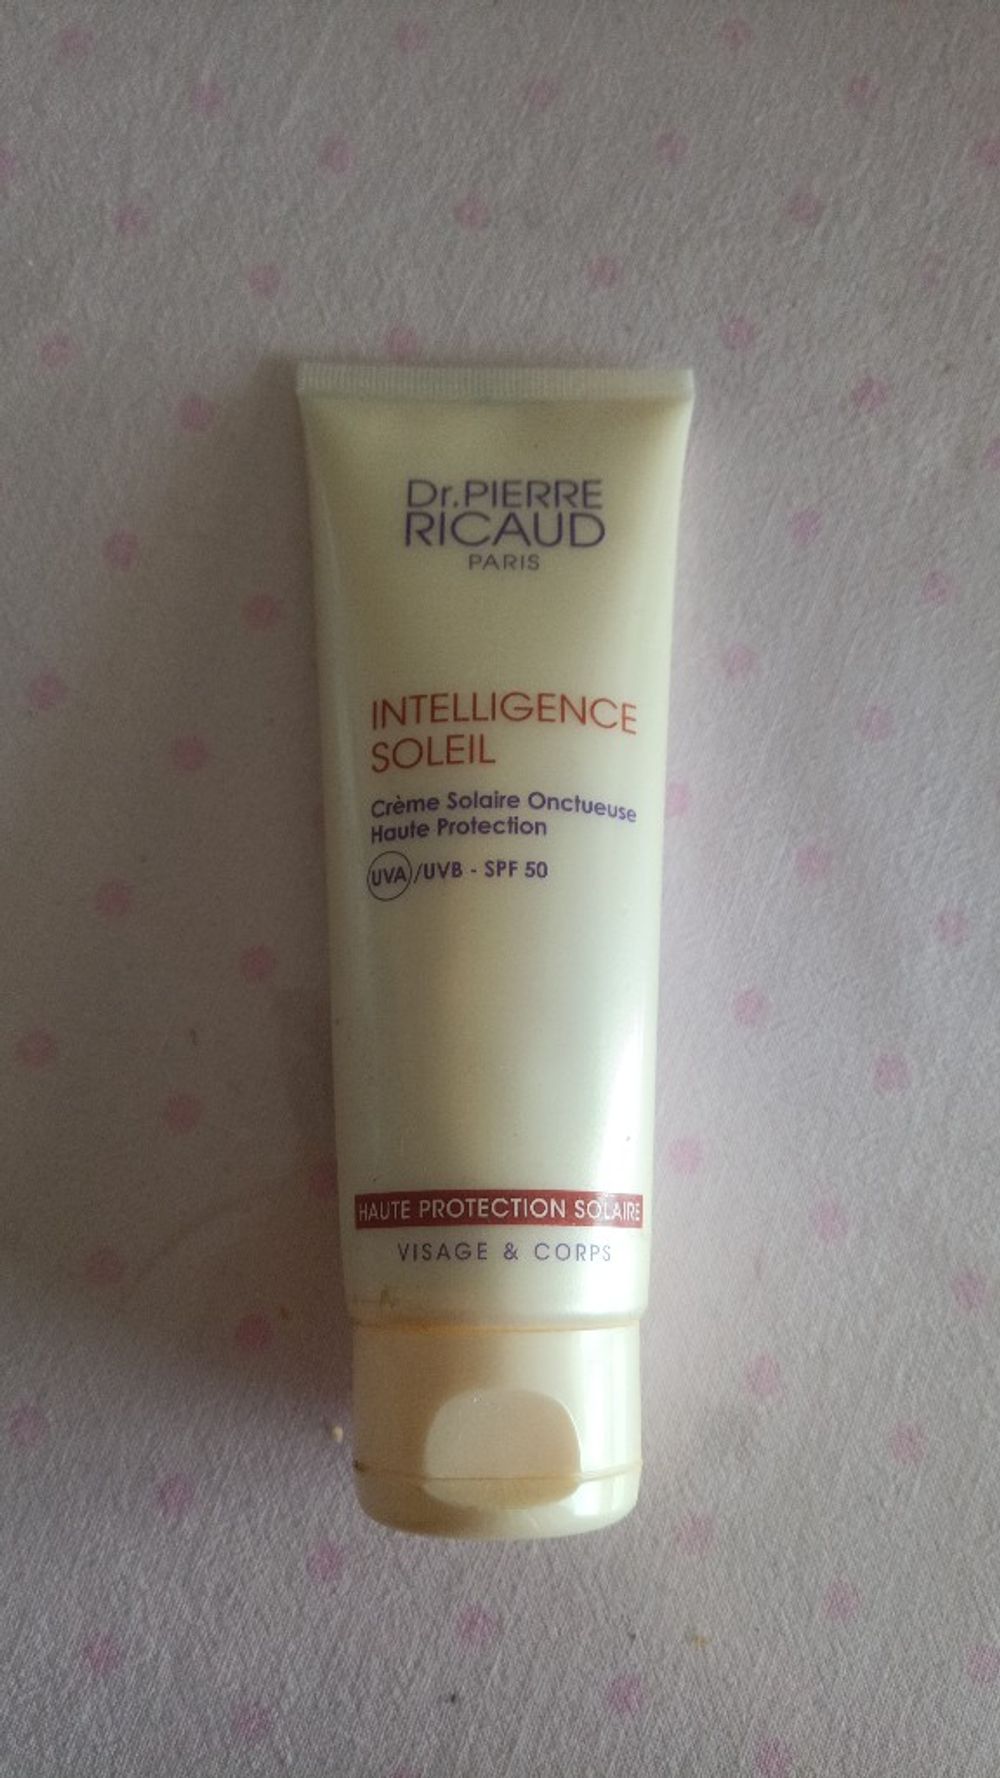 Dr.PIERRE
RICAUD
PARIS
INTELLIGENCE
SOLEIL
Crème Solaire Onctueuse
Haute Protection
UVA/UVB - SPF 50
HAUTE PROTECTION SOLAIRE
VISAGE & CORPS